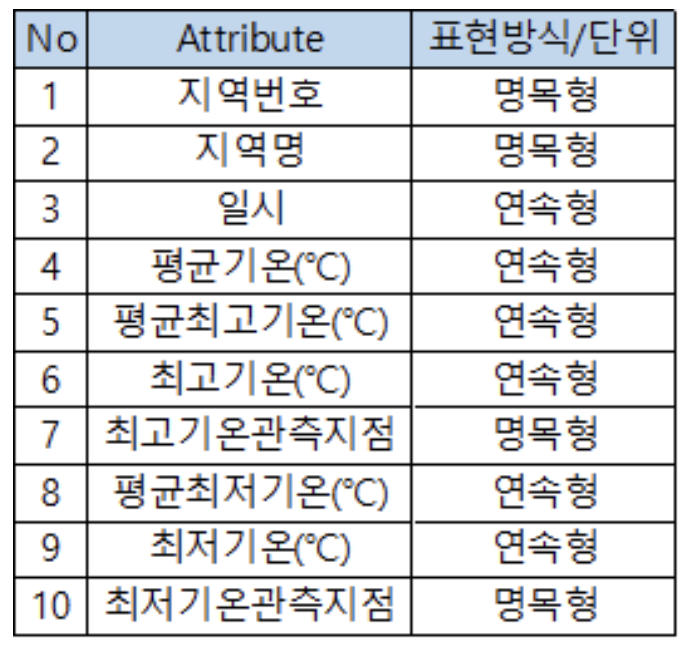 No Attribute 표현방식/단위
1 지역번호 명목형
2 지역명 명목형
3 일시 연속형
4 평균기온(℃) 연속형
5 평균최고기온(℃) 연속형
6 최고기온(℃) 연속형
7 최고기온관측지점 명목형
8 평균최저기온(℃) 연속형
9 최저기온(℃) 연속형
10 최저기온관측지점 명목형